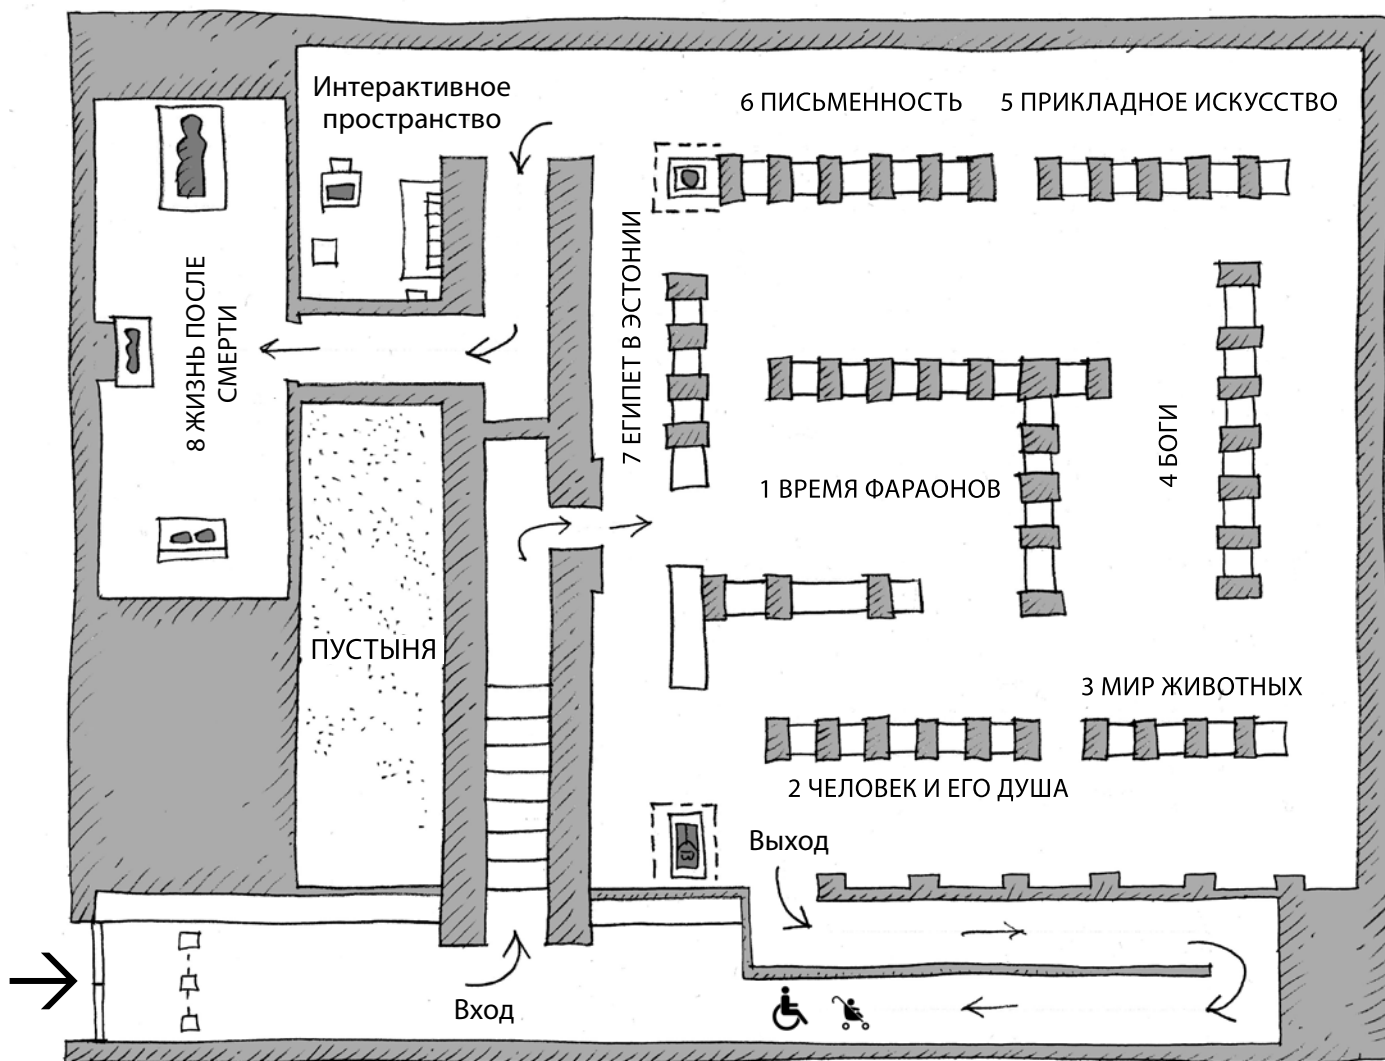 Интерактивное
пространство
6 ПИСЬМЕННОСТЬ
5 ПРИКЛАДНОЕ ИСКУССТВО
7 ЕГИПЕТ В ЭСТОНИИ
8 ЖИЗНЬ ПОСЛЕ
СМЕРТИ
4 БОГИ
1 ВРЕМЯ ФАРАОНОВ
ПУСТЫНЯ
3 МИР ЖИВОТНЫХ
2 ЧЕЛОВЕК И ЕГО ДУША
Выход
Вход